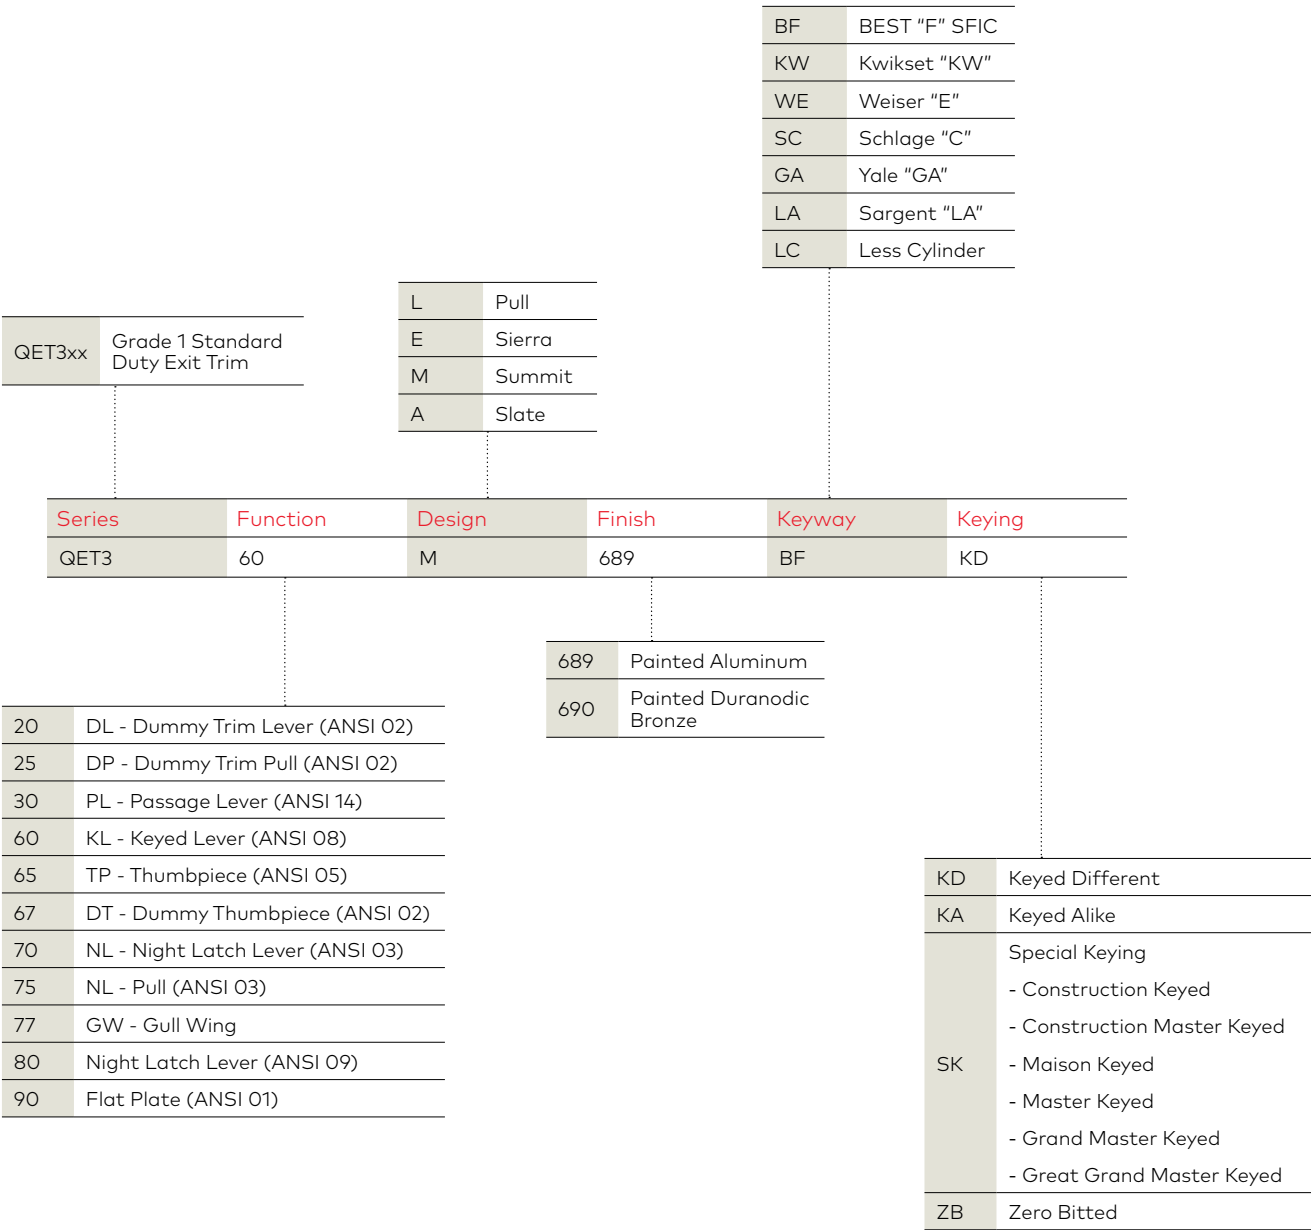 BF BEST “F” SFIC
KW Kwikset “KW”
WE Weiser “E”
SC Schlage “C”
GA Yale “GA”
LA Sargent “LA”
LC Less Cylinder
L Pull
E Sierra
M Summit
A Slate
QET3xx Grade 1 Standard
Duty Exit Trim
Series Function Design Finish Keyway Keying
QET3 60 M 689 BF KD
689 Painted Aluminum
690 Painted Duranodic
Bronze
20 DL - Dummy Trim Lever (ANSI 02)
25 DP - Dummy Trim Pull (ANSI 02)
30 PL - Passage Lever (ANSI 14)
60 KL - Keyed Lever (ANSI 08)
65 TP - Thumbpiece (ANSI 05)
67 DT - Dummy Thumbpiece (ANSI 02)
70 NL - Night Latch Lever (ANSI 03)
75 NL - Pull (ANSI 03)
77 GW - Gull Wing
80 Night Latch Lever (ANSI 09)
90 Flat Plate (ANSI 01)
KD Keyed Different
KA Keyed Alike
SK Special Keying
- Construction Keyed
- Construction Master Keyed
- Maison Keyed
- Master Keyed
- Grand Master Keyed
- Great Grand Master Keyed
ZB Zero Bitted